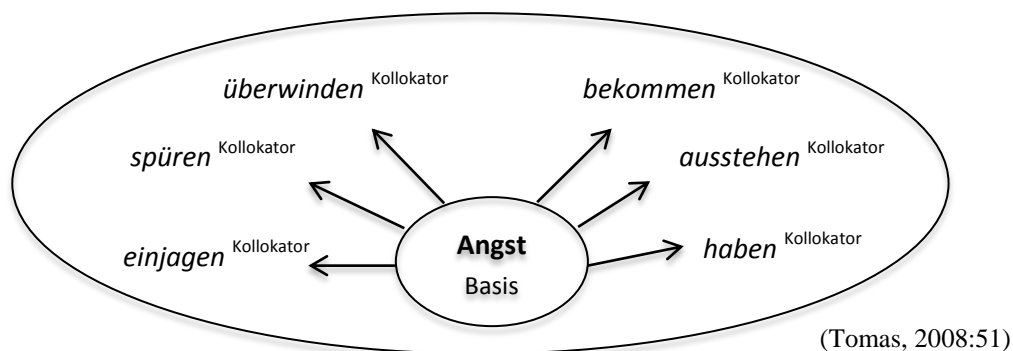 überwinden Kollokator
bekommen Kollokator
spüren Kollokator
ausstehen Kollokator
einjagen Kollokator
Angst
Basis
haben Kollokator
(Tomas, 2008:51)